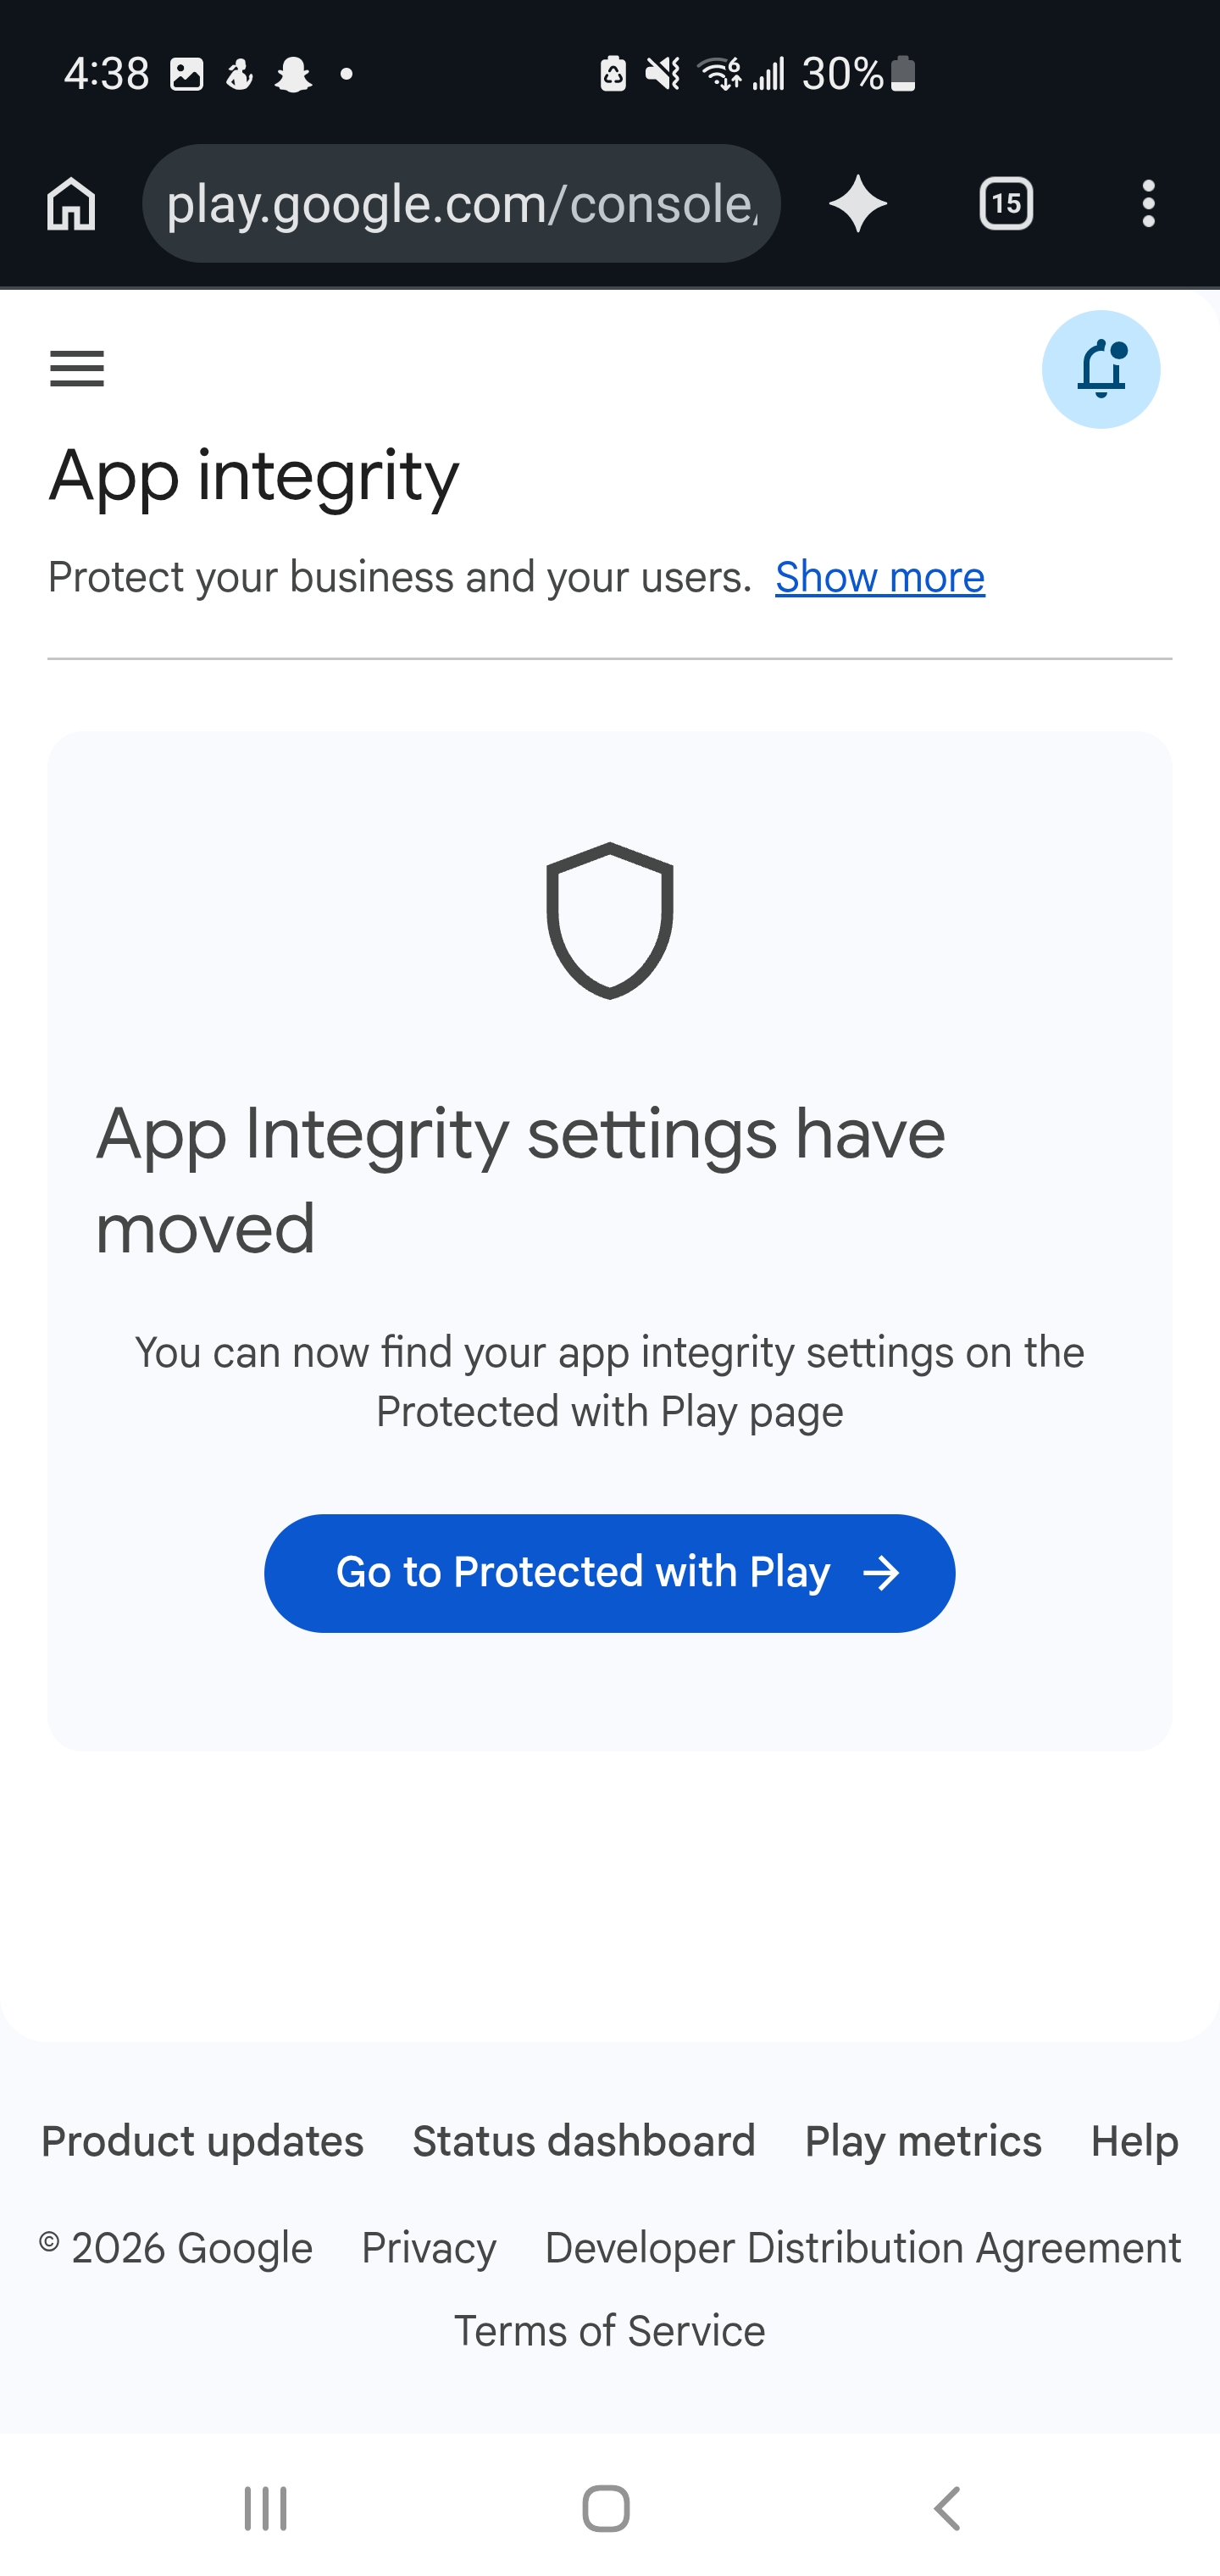 4:38
6
30%
play.google.com/console/
15
App integrity
Protect your business and your users. Show more
App Integrity settings have
moved
You can now find your app integrity settings on the
Protected with Play page
Go to Protected with Play
Product updates Status dashboard Play metrics Help
© 2026 Google Privacy Developer Distribution Agreement
Terms of Service